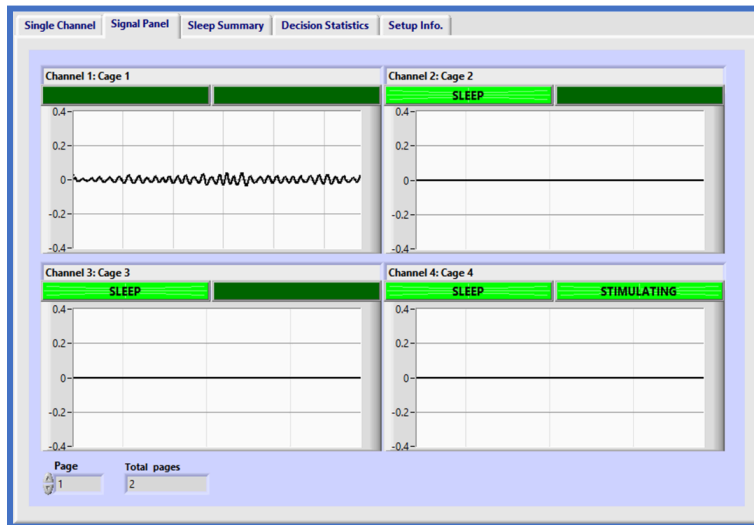 Single Channel Signal Panel Sleep Summary Decision Statistics Setup Info.
Channel 1: Cage 1
0.4
0.2
0
-0.2
-0.4
Channel 2: Cage 2
SLEEP
0.4
0.2
0
-0.2
-0.4
Channel 3: Cage 3
SLEEP
0.4
0.2
0
-0.2
-0.4
Channel 4: Cage 4
SLEEP STIMULATING
0.4
0.2
0
-0.2
-0.4
Page Total pages
1 2